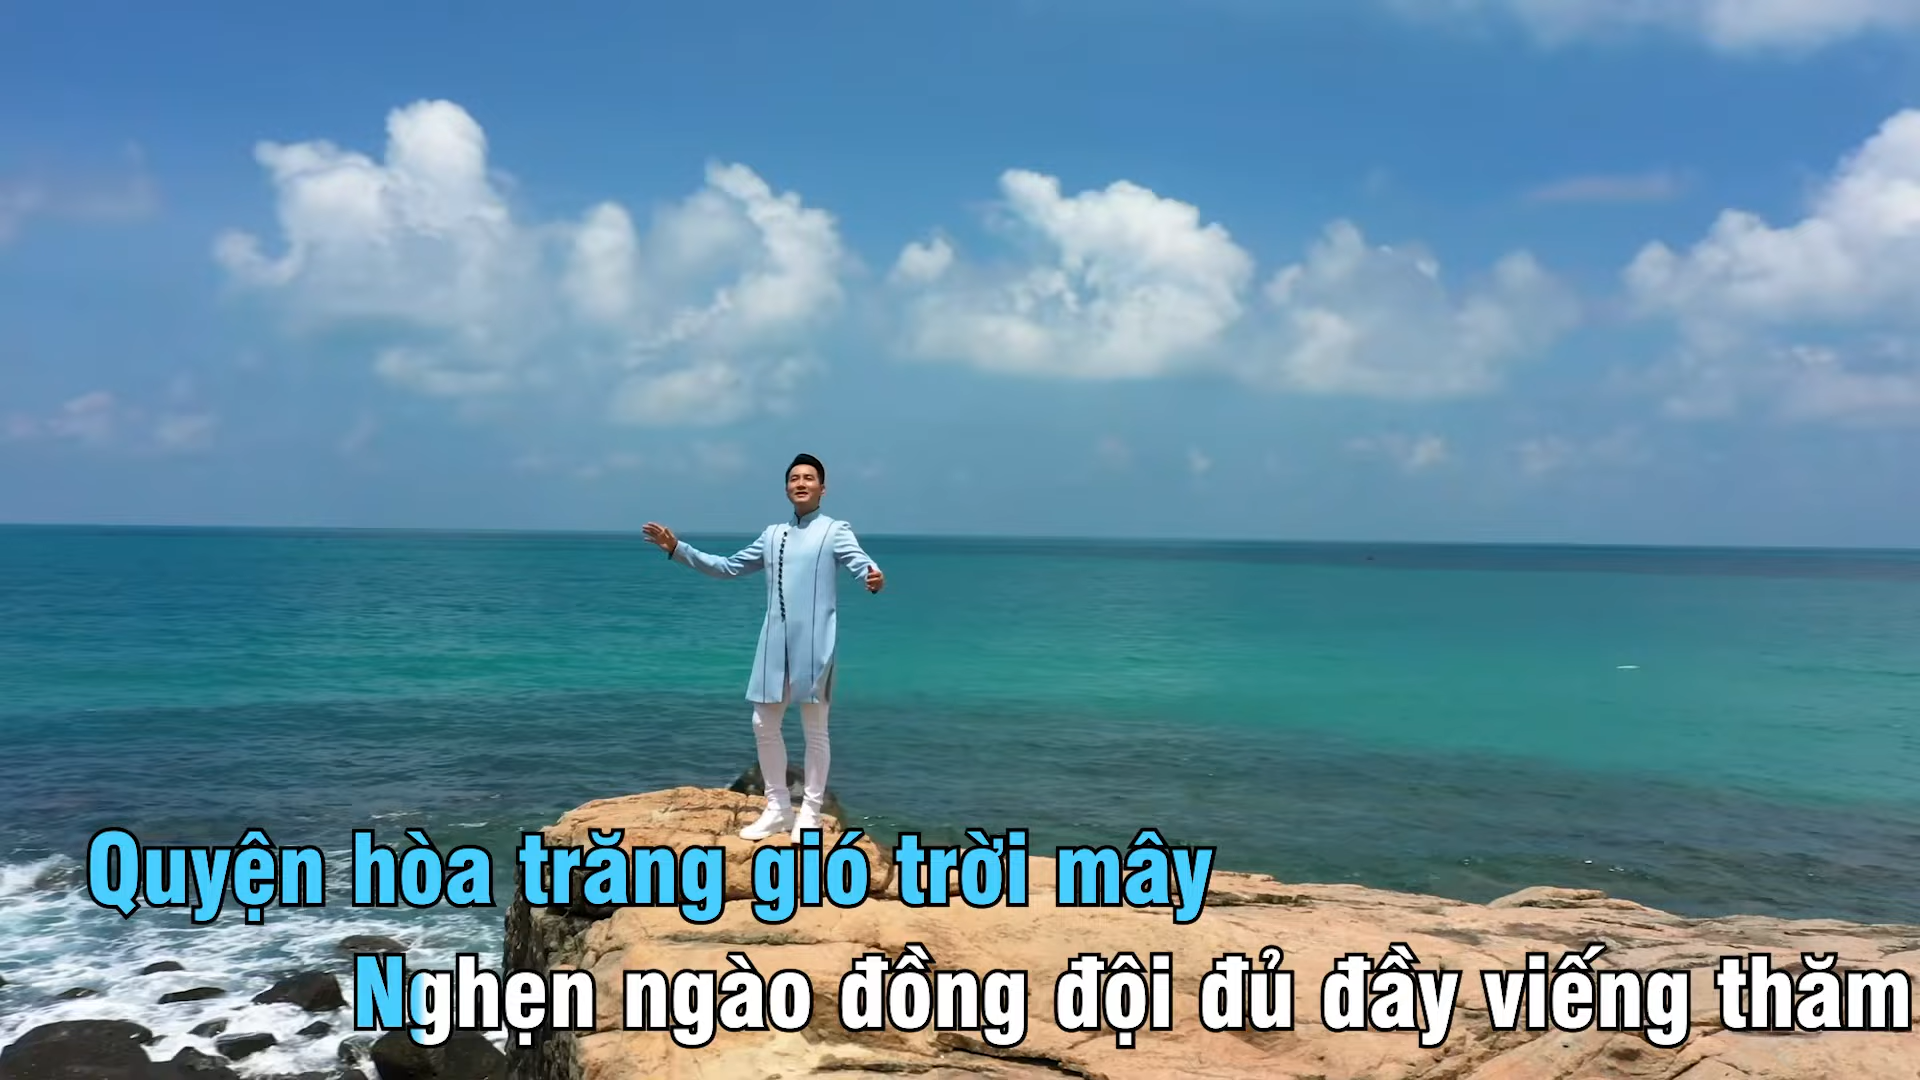 Quyện hòa trăng gió trời mây
Nghẹn ngào đồng đội đủ đầy viếng thăm